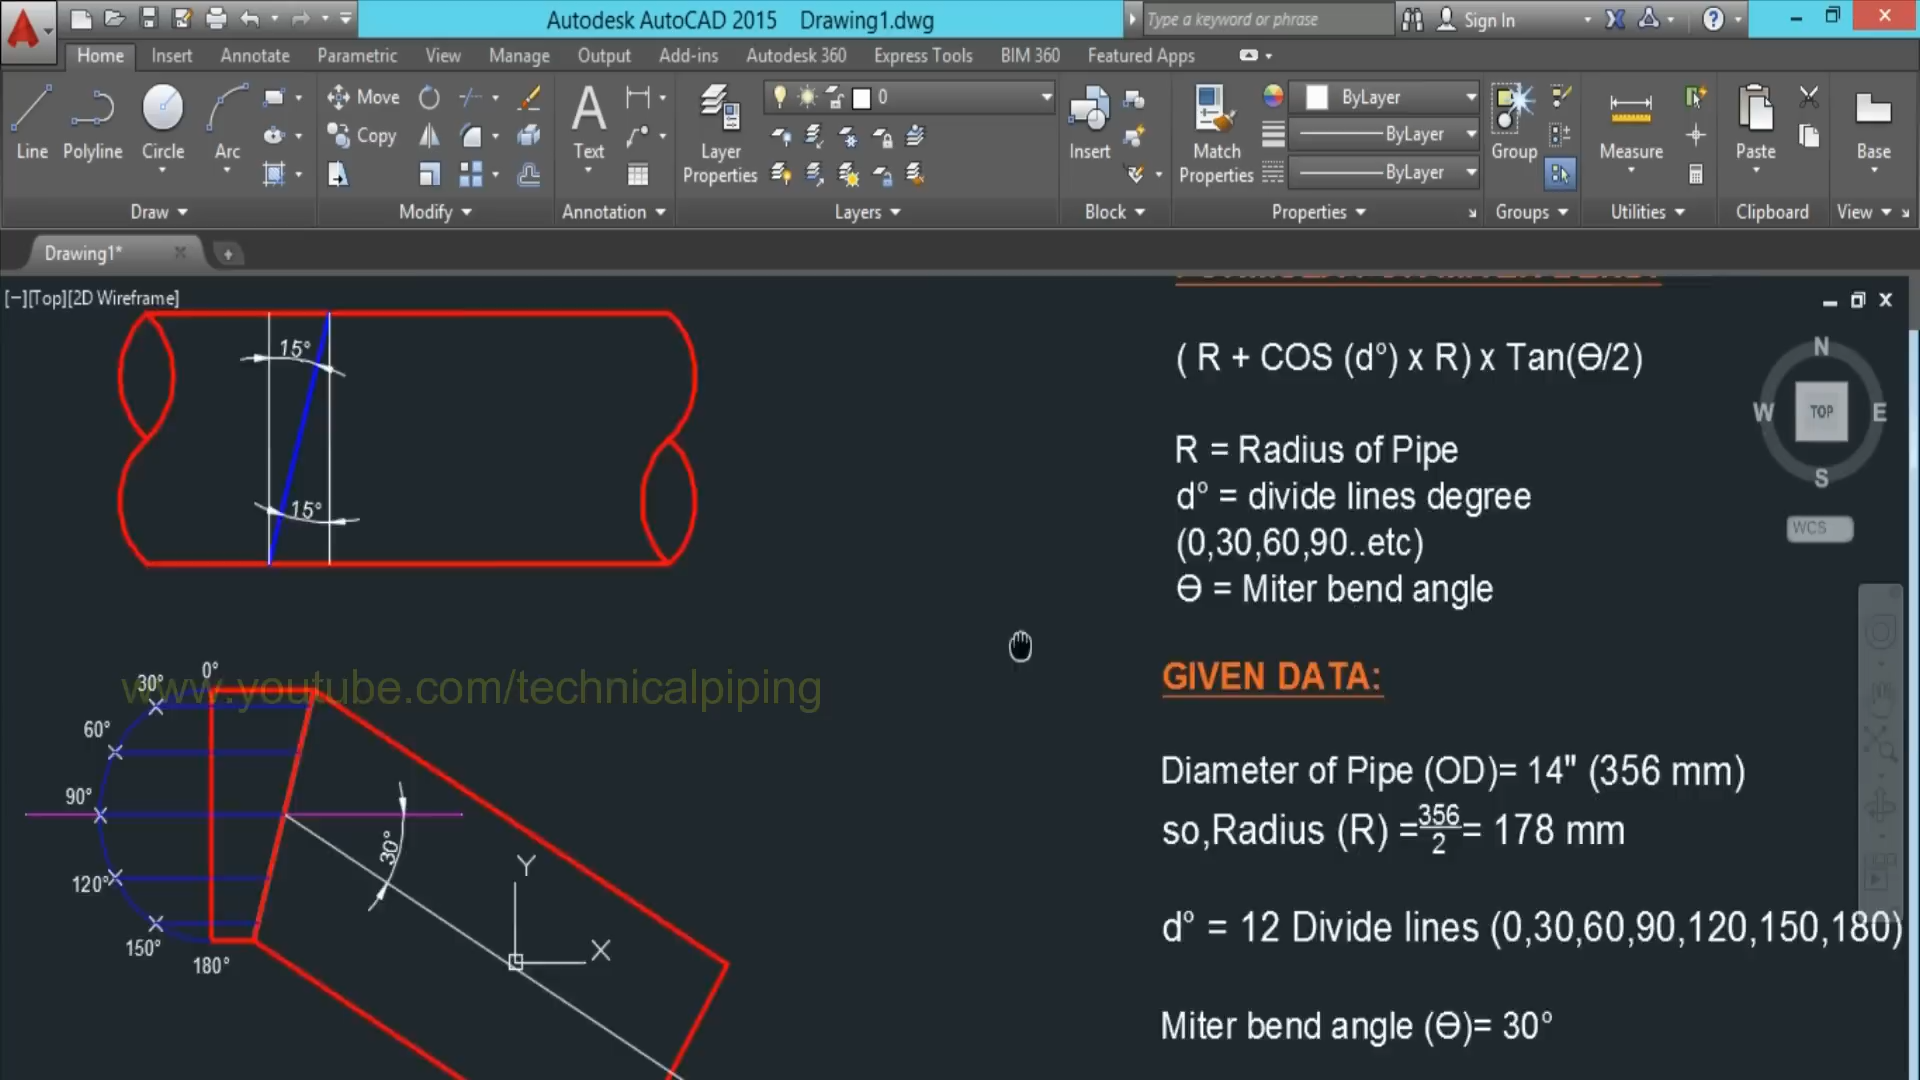 Autodesk AutoCAD 2015 Drawing1.dwg
Type a keyword or phrase
Sign In
Home Insert Annotate Parametric View Manage Output Add-ins Autodesk 360 Express Tools BIM 360 Featured Apps
Line Polyline Circle Arc
Move
Copy
Text
Layer Properties
0
Insert
Match Properties
ByLayer
ByLayer
ByLayer
Group
Measure
Paste
Base
Draw Modify Annotation Layers Block Properties Groups Utilities Clipboard View
Drawing1*
[−][Top][2D Wireframe]
15°
15°
( R + COS (d°) x R) x Tan(Ɵ/2)
R = Radius of Pipe
d° = divide lines degree
(0,30,60,90..etc)
Ɵ = Miter bend angle
N
W TOP E
S
WCS
GIVEN DATA:
Diameter of Pipe (OD)= 14" (356 mm)
so,Radius (R) =356/2= 178 mm
d° = 12 Divide lines (0,30,60,90,120,150,180)
Miter bend angle (Ɵ)= 30°
www.youtube.com/technicalpiping
0°
30°
60°
90°
120°
150°
180°
30°
Y
X